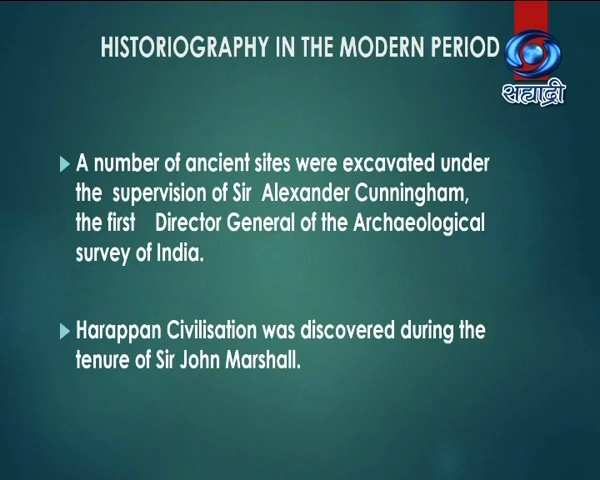 HISTORIOGRAPHY IN THE MODERN PERIOD
सह्याद्री
A number of ancient sites were excavated under
the supervision of Sir Alexander Cunningham,
the first Director General of the Archaeological
survey of India.
Harappan Civilisation was discovered during the
tenure of Sir John Marshall.